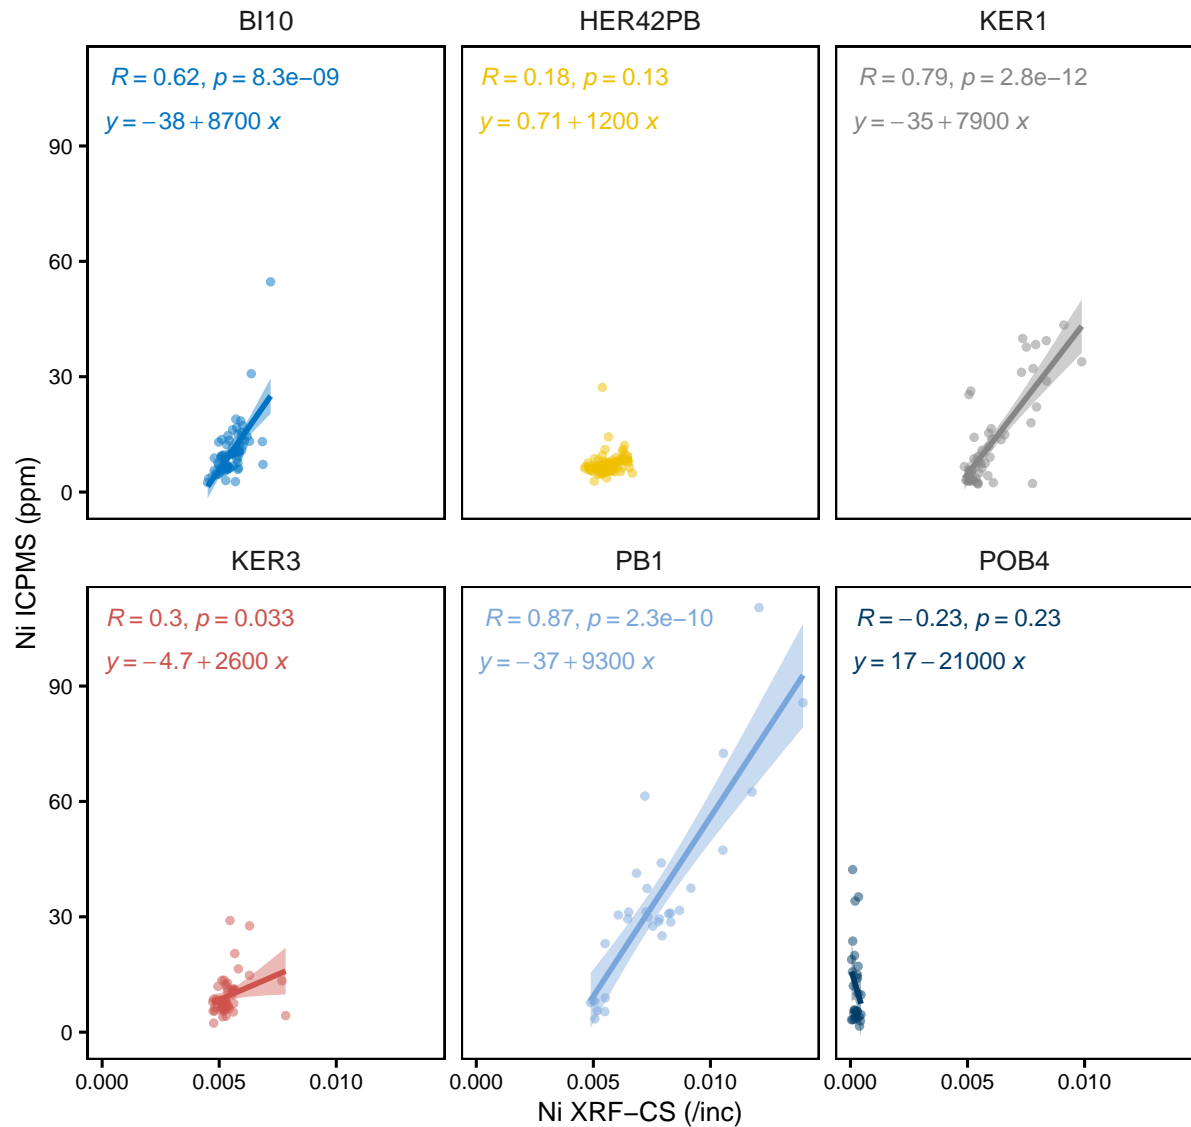 BI10
HER42PB
KER1
R = 0.62, p = 8.3e−09
y = −38 + 8700 x
R = 0.18, p = 0.13
y = 0.71 + 1200 x
R = 0.79, p = 2.8e−12
y = −35 + 7900 x
90
60
30
0
KER3
PB1
POB4
R = 0.3, p = 0.033
y = −4.7 + 2600 x
R = 0.87, p = 2.3e−10
y = −37 + 9300 x
R = −0.23, p = 0.23
y = 17 − 21000 x
90
60
30
0
Ni ICPMS (ppm)
0.000 0.005 0.010
0.000 0.005 0.010
0.000 0.005 0.010
Ni XRF−CS (/inc)